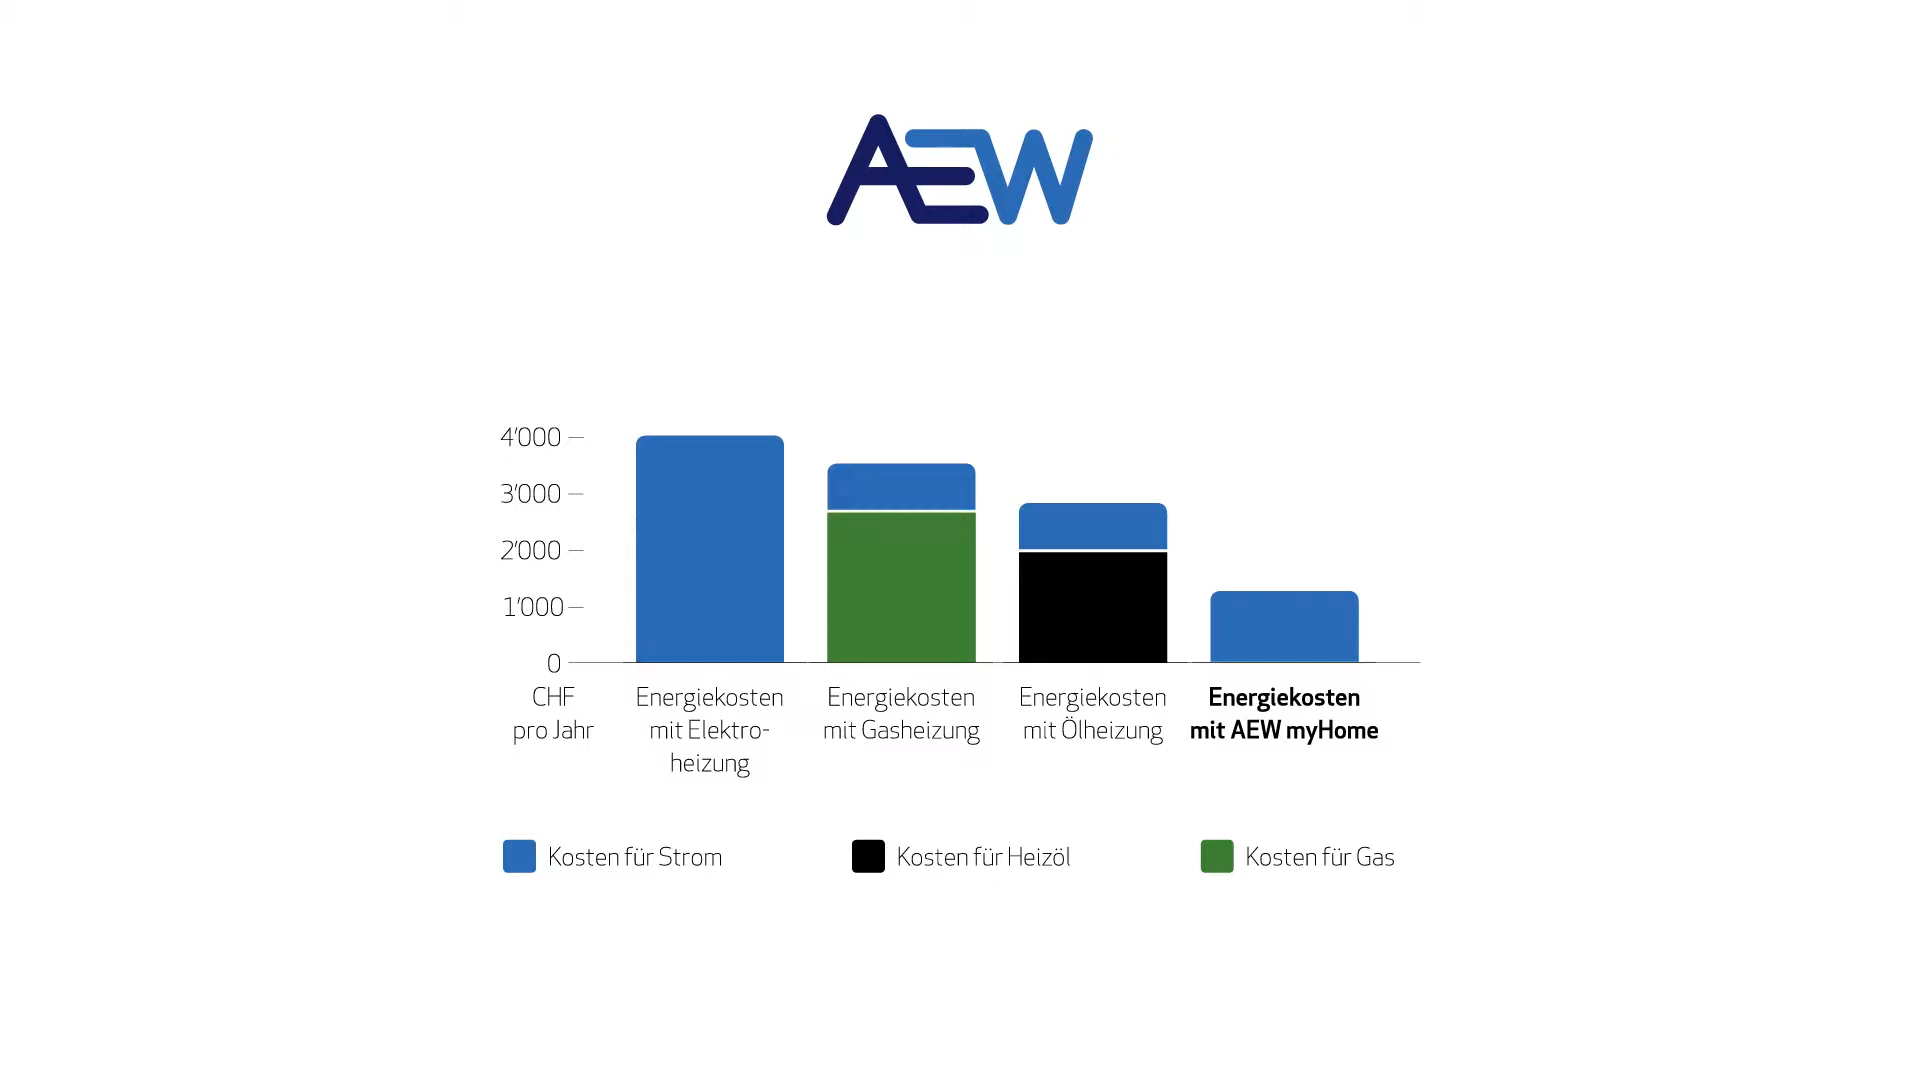 AEW
4'000
3'000
2'000
1'000
0
CHF
pro Jahr
Energiekosten
mit Elektro-
heizung
Energiekosten
mit Gasheizung
Energiekosten
mit Ölheizung
Energiekosten
mit AEW myHome
Kosten für Strom
Kosten für Heizöl
Kosten für Gas